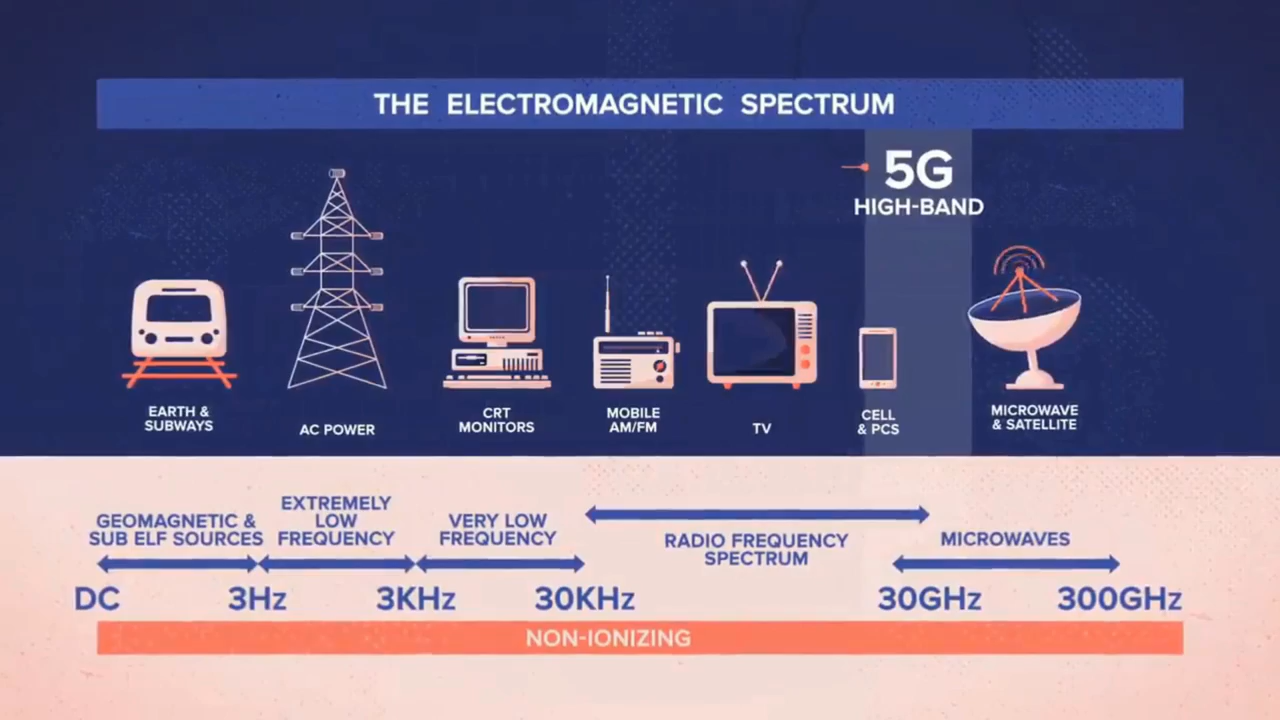 THE ELECTROMAGNETIC SPECTRUM
5G
HIGH-BAND
EARTH &
SUBWAYS
AC POWER
CRT
MONITORS
MOBILE
AM/FM
TV
CELL
& PCS
MICROWAVE
& SATELLITE
GEOMAGNETIC &
SUB ELF SOURCES
EXTREMELY
LOW
FREQUENCY
VERY LOW
FREQUENCY
RADIO FREQUENCY
SPECTRUM
MICROWAVES
DC 3Hz 3KHz 30KHz 30GHz 300GHz
NON-IONIZING